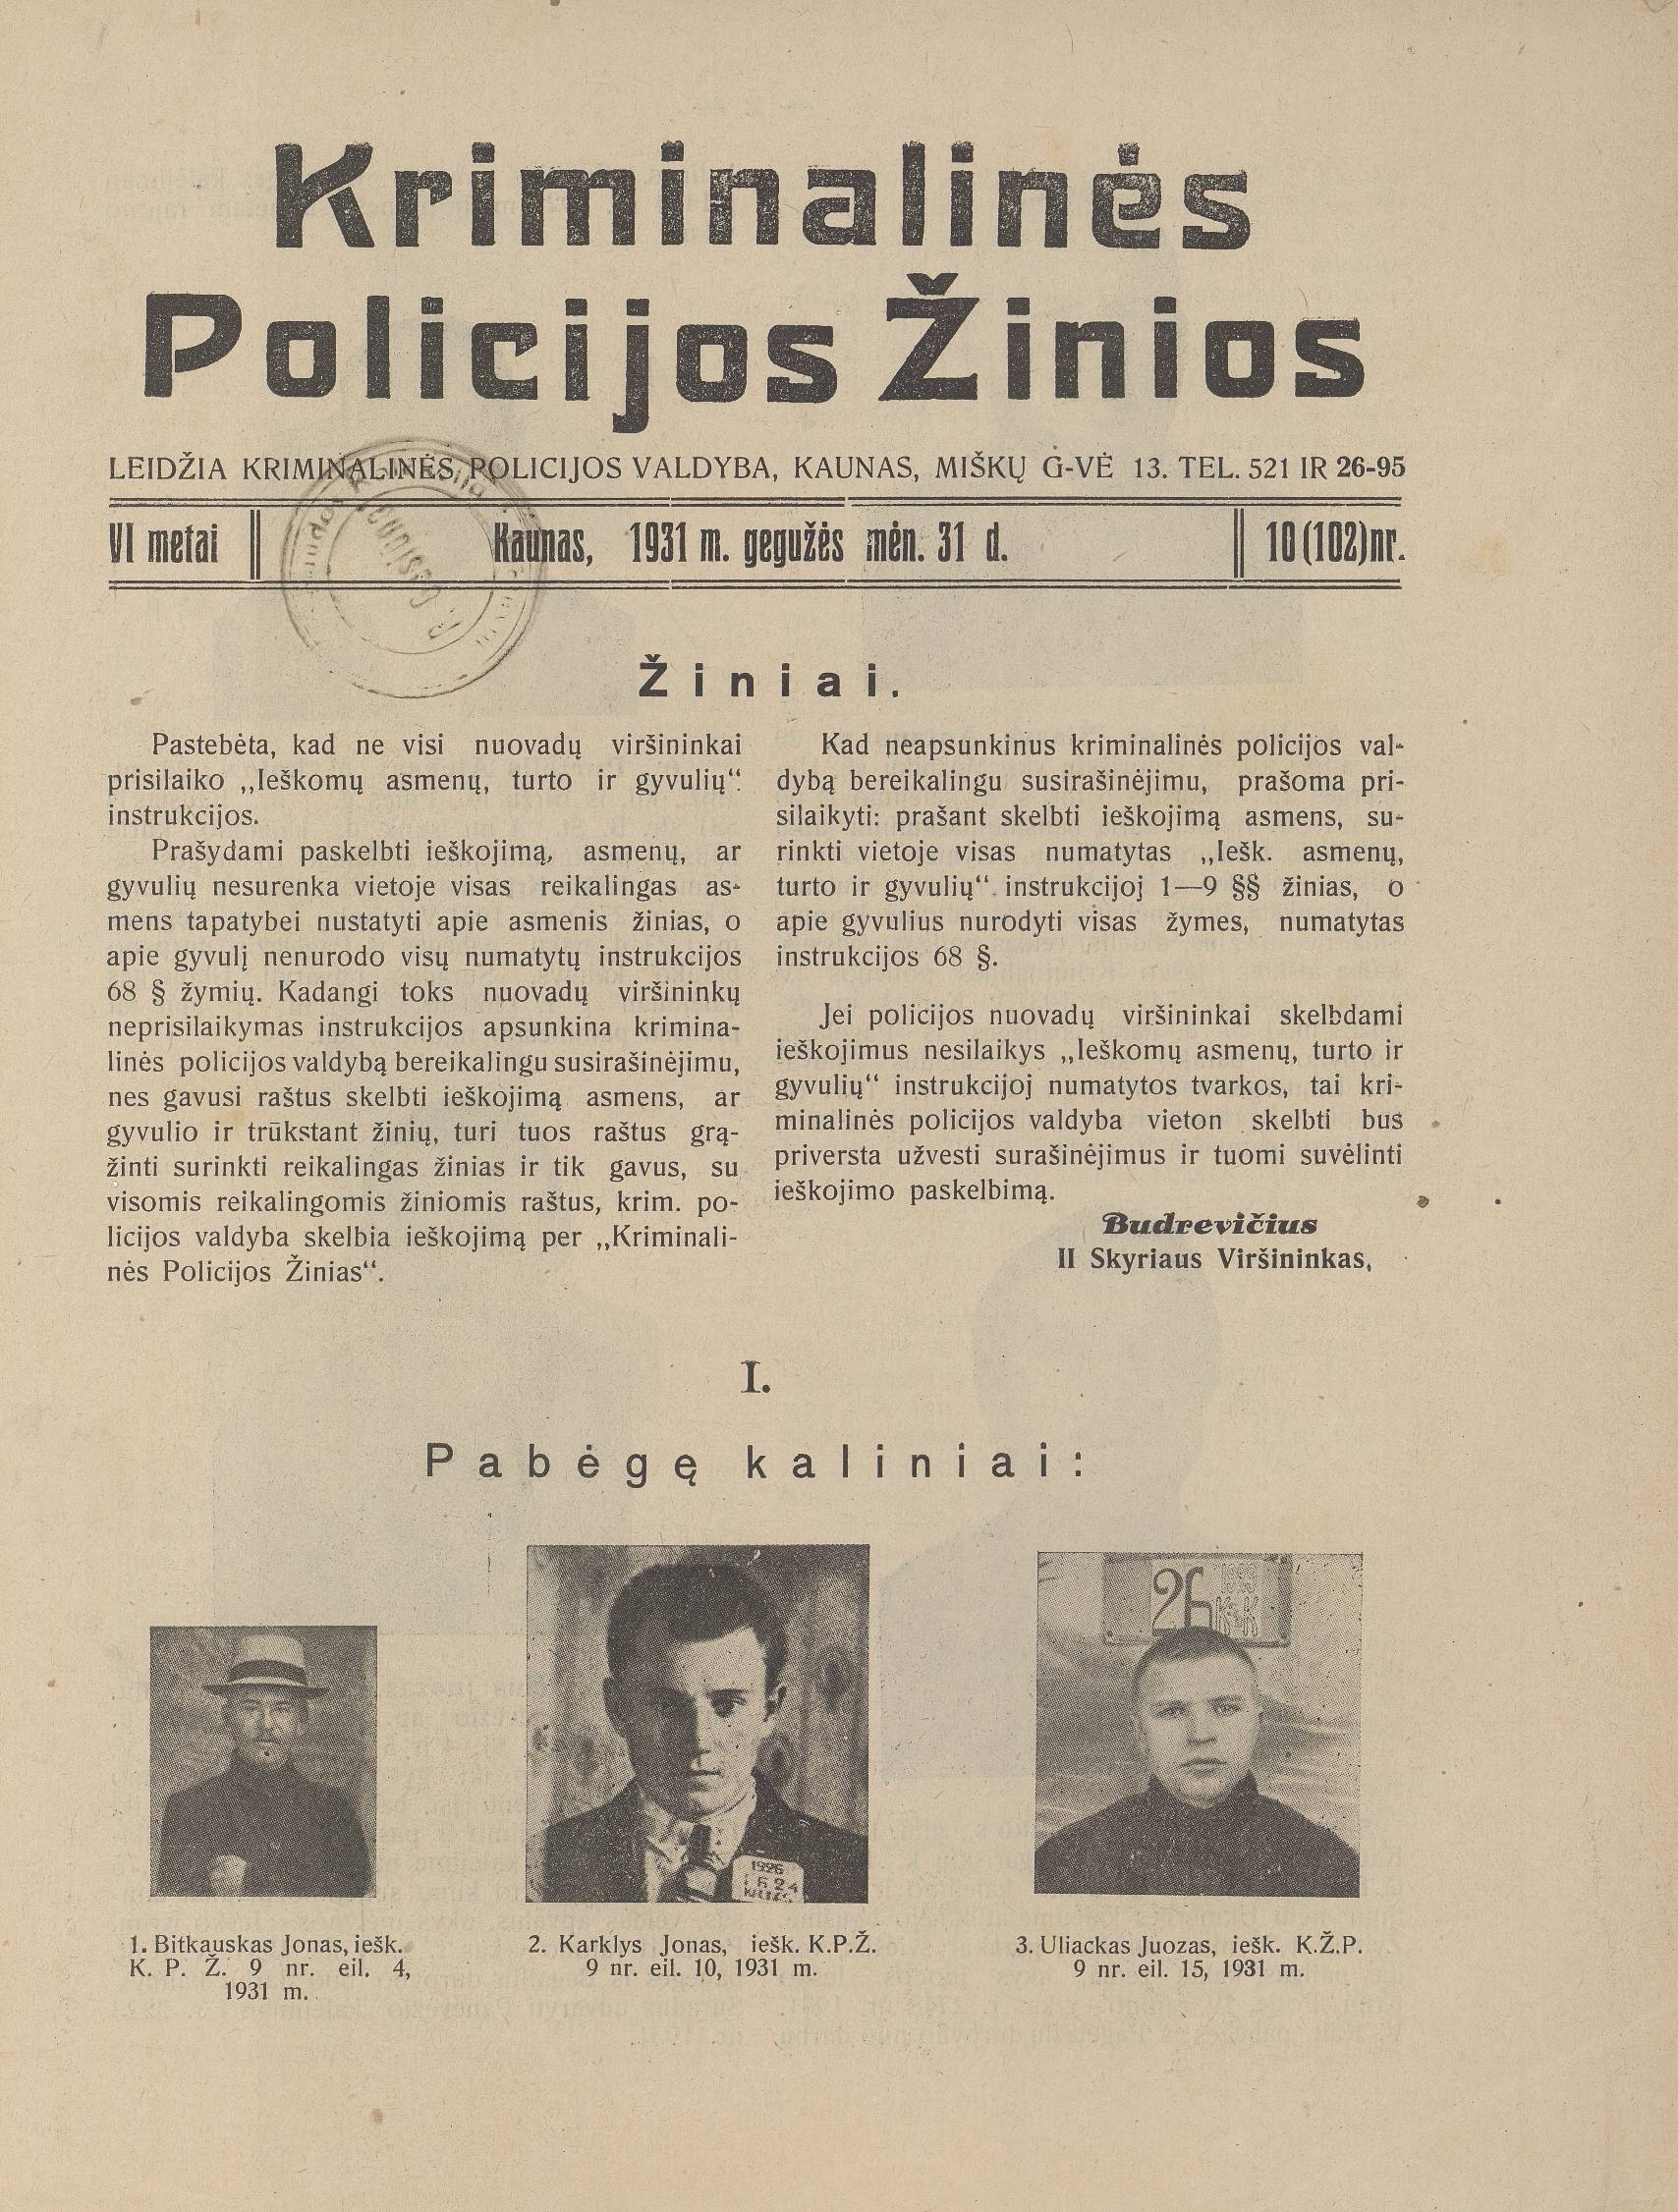 Kriminalinės
Policijos Žinios
LEIDŽIA KRIMINALINĖS POLICIJOS VALDYBA, KAUNAS, MIŠKŲ G-VĖ 13. TEL. 521 IR 26-95
VI metai
Kaunas, 1931 m. gegužės mėn. 31 d.
10(102)nr.
Žiniai.
Pastebėta, kad ne visi nuovadų viršininkai
prisilaiko „Ieškomų asmenų, turto ir gyvulių“
instrukcijos.
Prašydami paskelbti ieškojimą, asmenų, ar
gyvulių nesurenka vietoje visas reikalingas as-
mens tapatybei nustatyti apie asmenis žinias, o
apie gyvulį nenurodo visų numatytų instrukcijos
68 § žymių. Kadangi toks nuovadų viršininkų
neprisilaikymas instrukcijos apsunkina krimina-
linės policijos valdybą bereikalingu susirašinėjimu,
nes gavusi raštus skelbti ieškojimą asmens, ar
gyvulio ir trūkstant žinių, turi tuos raštus grą-
žinti surinkti reikalingas žinias ir tik gavus, su
visomis reikalingomis žiniomis raštus, krim. po-
licijos valdyba skelbia ieškojimą per „Kriminali-
nės Policijos Žinias“.
Kad neapsunkinus kriminalinės policijos val-
dybą bereikalingu susirašinėjimu, prašoma pri-
silaikyti: prašant skelbti ieškojimą asmens, su-
rinkti vietoje visas numatytas „Iešk. asmenų,
turto ir gyvulių“ instrukcijoj 1—9 §§ žinias, o
apie gyvulius nurodyti visas žymes, numatytas
instrukcijos 68 §.
Jei policijos nuovadų viršininkai skelbdami
ieškojimus nesilaikys „Ieškomų asmenų, turto ir
gyvulių“ instrukcijoj numatytos tvarkos, tai kri-
minalinės policijos valdyba vieton skelbti bus
priversta užvesti surašinėjimus ir tuomi suvėlinti
ieškojimo paskelbimą.
Budrevičius
II Skyriaus Viršininkas,
I.
Pabėgę kaliniai:
26
1926
1624
1. Bitkauskas Jonas, iešk.
K. P. Ž. 9 nr. eil. 4,
1931 m.
2. Karklys Jonas, iešk. K.P.Ž.
9 nr. eil. 10, 1931 m.
3. Uliackas Juozas, iešk. K.Ž.P.
9 nr. eil. 15, 1931 m.